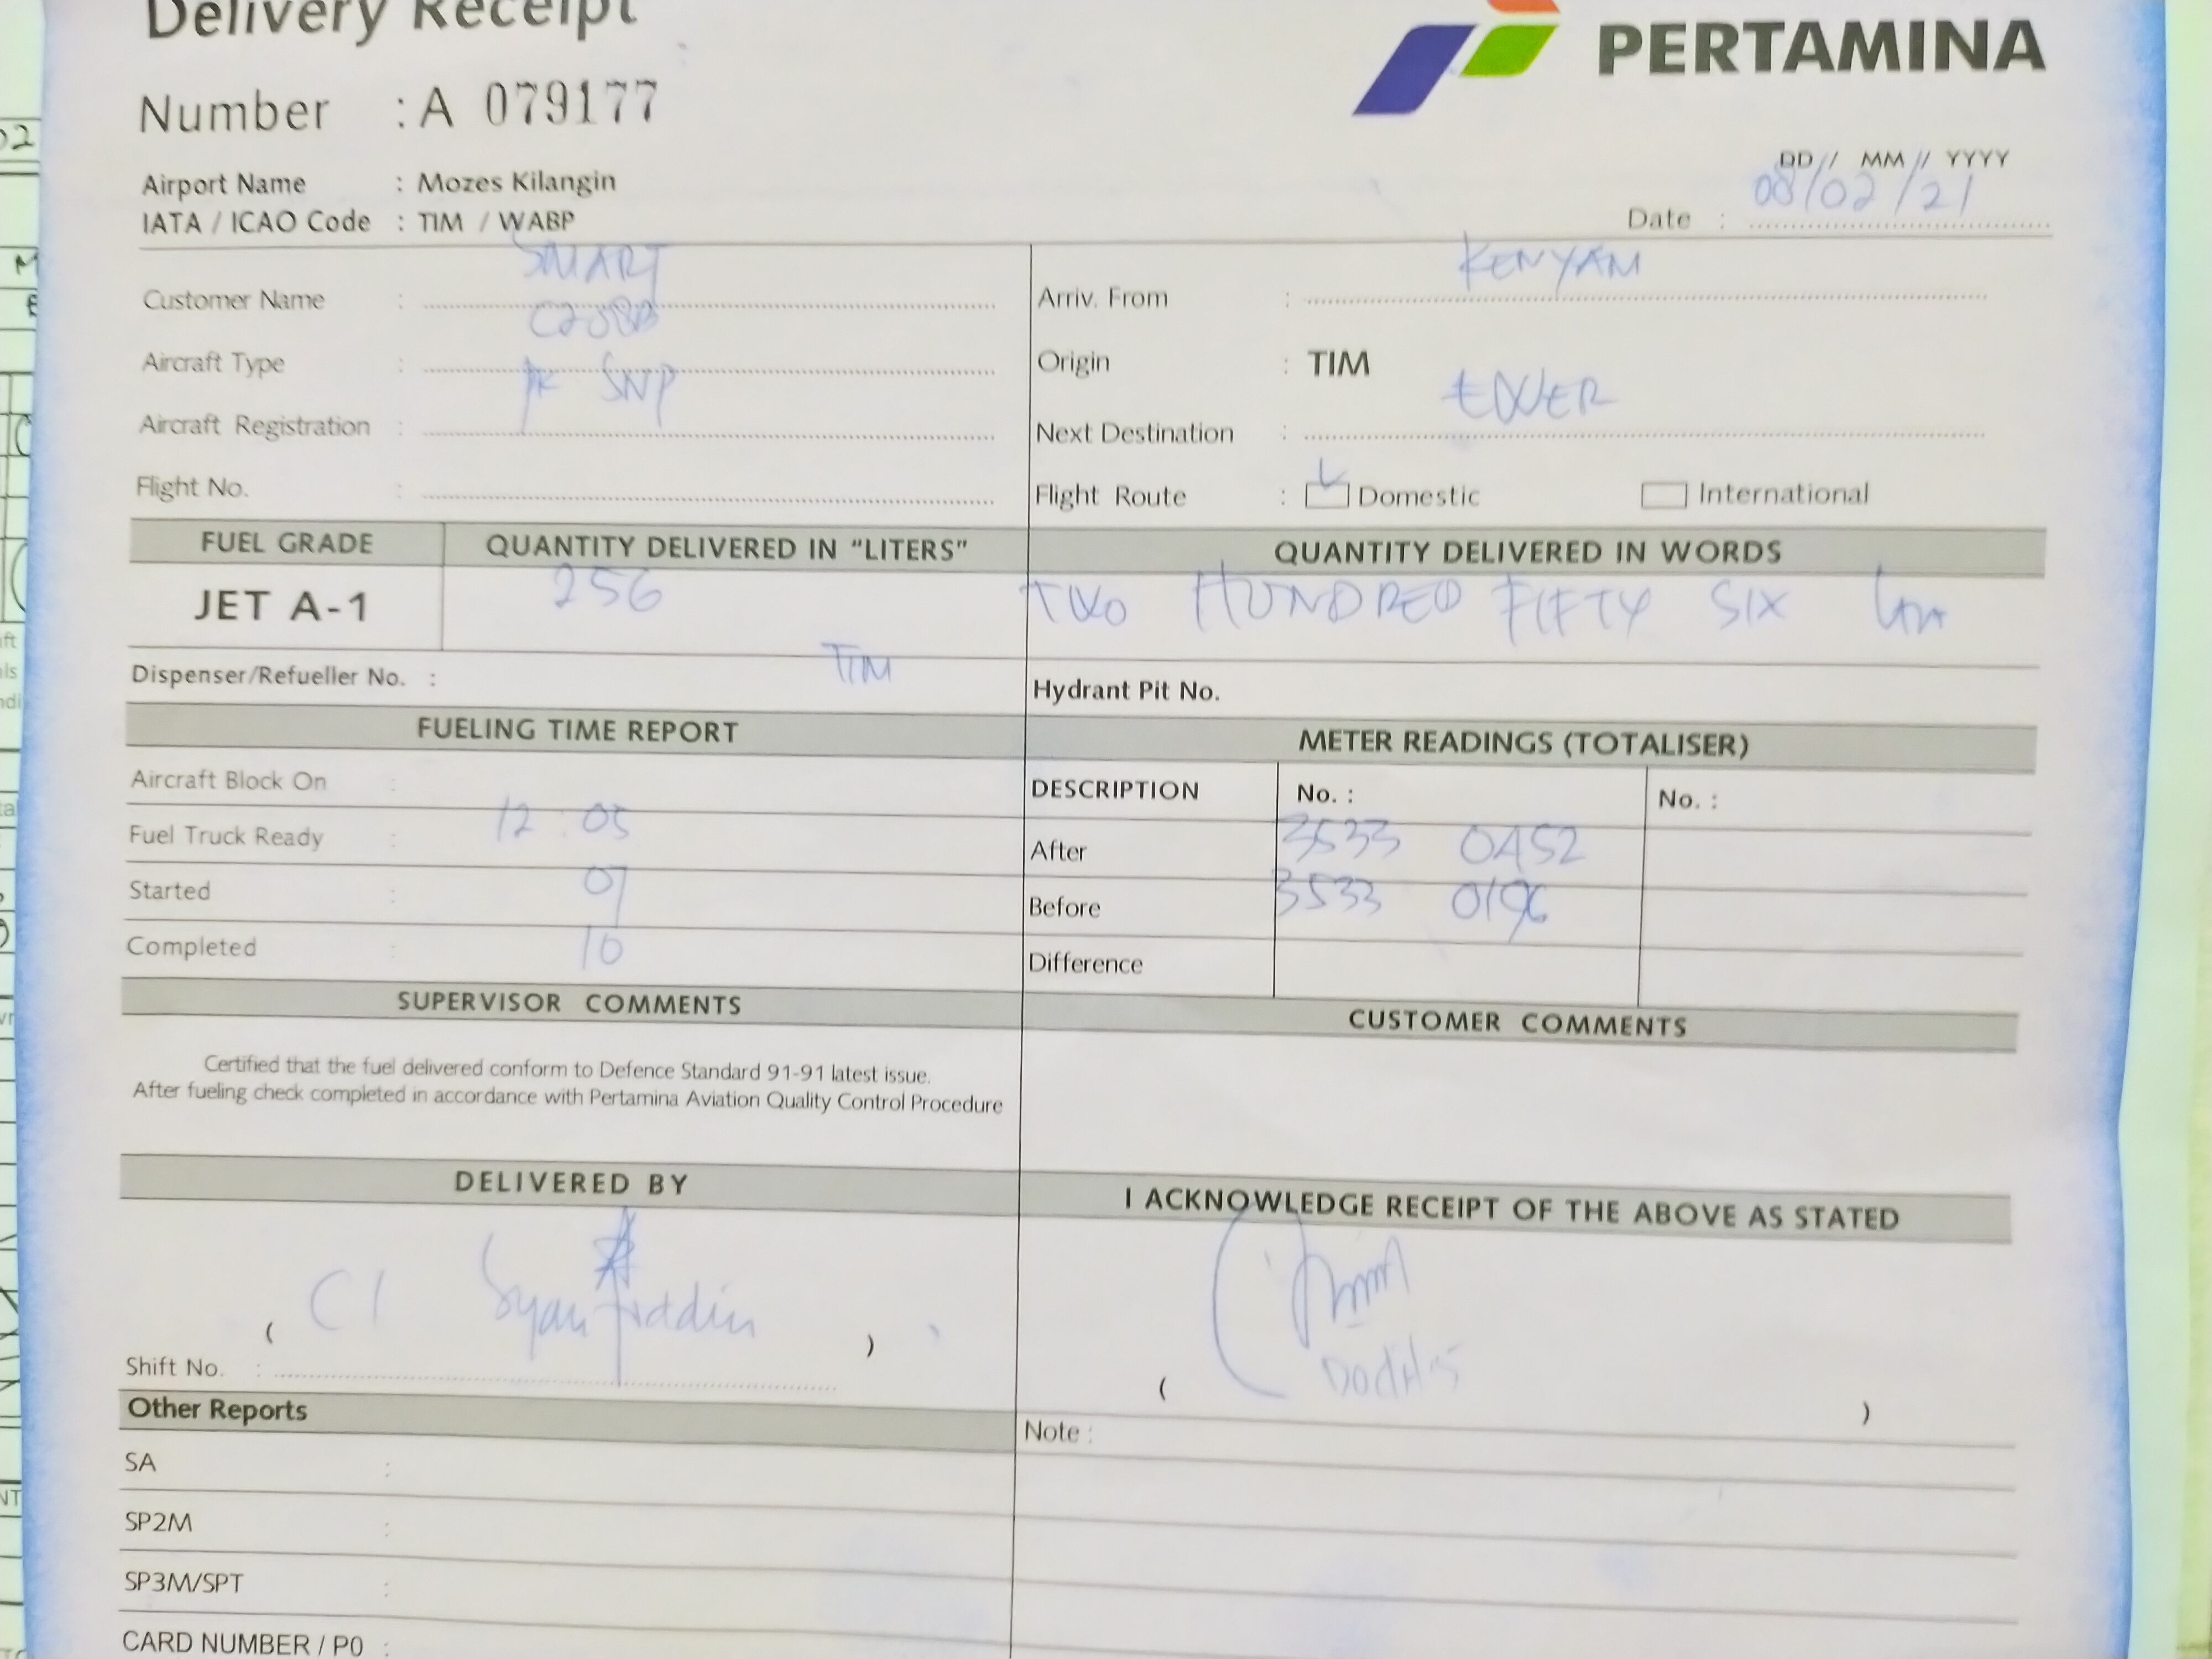 Delivery Receipt
PERTAMINA
Number : A 079177
DD // MM // YYYY
Airport Name : Mozes Kilangin
IATA / ICAO Code : TIM / WABP
Date : 08/02/21
Customer Name : SMART
Arriv. From : KENYAM
Aircraft Type : C208B
Origin : TIM
Aircraft Registration : PK SNP
Next Destination :
Flight No. :
Flight Route : Domestic International
FUEL GRADE QUANTITY DELIVERED IN "LITERS" QUANTITY DELIVERED IN WORDS
JET A-1 256 TWO HUNDRED FIFTY SIX
Dispenser/Refueller No. : TIM
Hydrant Pit No.
FUELING TIME REPORT
METER READINGS (TOTALISER)
Aircraft Block On :
DESCRIPTION No. : No. :
Fuel Truck Ready : 12 : 05
After 3533 0452
Started : 07
Before 3533 0196
Completed : 10
Difference
SUPERVISOR COMMENTS
CUSTOMER COMMENTS
Certified that the fuel delivered conform to Defence Standard 91-91 latest issue.
After fueling check completed in accordance with Pertamina Aviation Quality Control Procedure
DELIVERED BY
I ACKNOWLEDGE RECEIPT OF THE ABOVE AS STATED
( C1 )
Shift No. :
( )
Other Reports
Note :
SA :
SP2M :
SP3M/SPT :
CARD NUMBER / P0 :